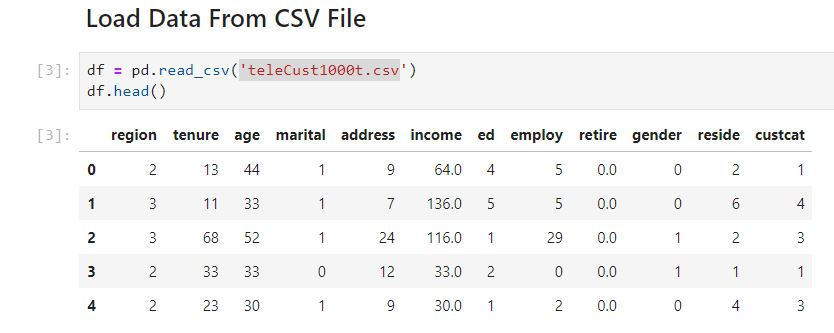 Load Data From CSV File
[3]: df = pd.read_csv('teleCust1000t.csv')
df.head()
[3]: region tenure age marital address income ed employ retire gender reside custcat
0 2 13 44 1 9 64.0 4 5 0.0 0 2 1
1 3 11 33 1 7 136.0 5 5 0.0 0 6 4
2 3 68 52 1 24 116.0 1 29 0.0 1 2 3
3 2 33 33 0 12 33.0 2 0 0.0 1 1 1
4 2 23 30 1 9 30.0 1 2 0.0 0 4 3